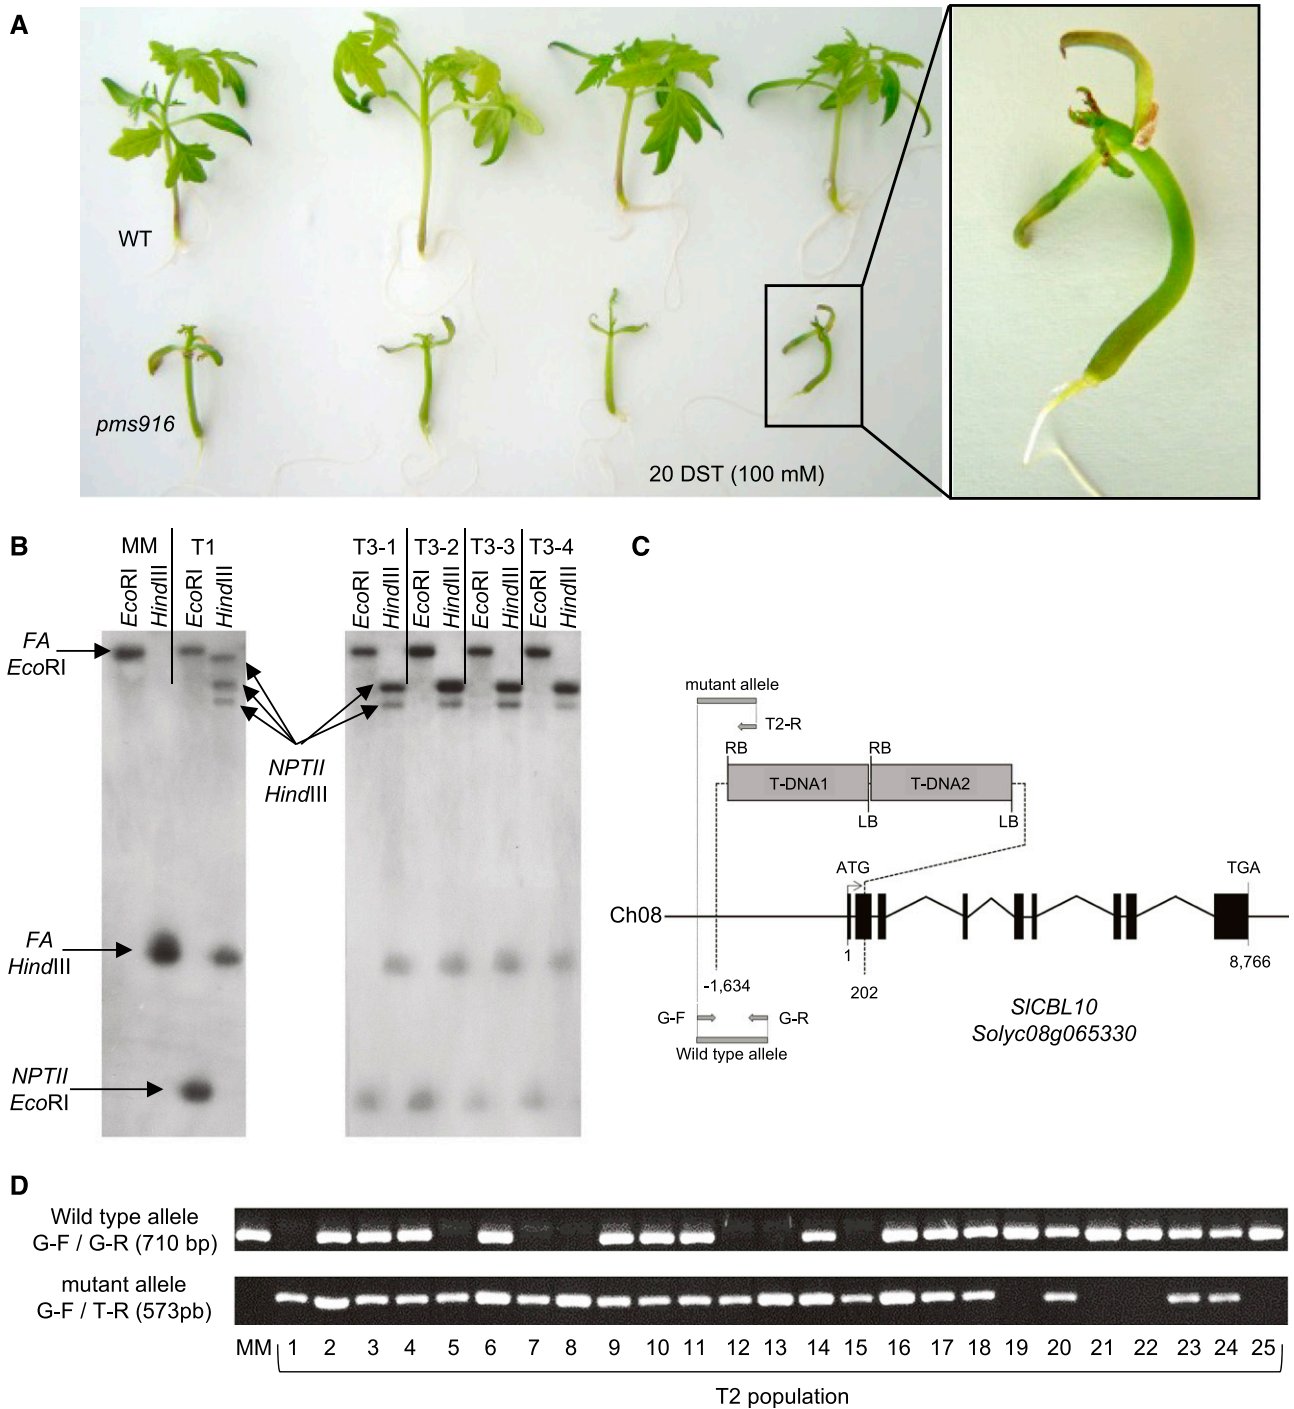 A
WT
pms916
20 DST (100 mM)
B
MM
T1
T3-1
T3-2
T3-3
T3-4
EcoRI
HindIII
EcoRI
HindIII
EcoRI
HindIII
EcoRI
HindIII
EcoRI
HindIII
EcoRI
HindIII
FA
EcoRI
NPTII
HindIII
FA
HindIII
NPTII
EcoRI
C
mutant allele
T2-R
RB
RB
T-DNA1
T-DNA2
LB
LB
ATG
TGA
Ch08
1
8,766
-1,634
202
G-F
G-R
Wild type allele
SlCBL10
Solyc08g065330
D
Wild type allele
G-F / G-R (710 bp)
mutant allele
G-F / T-R (573pb)
MM 1 2 3 4 5 6 7 8 9 10 11 12 13 14 15 16 17 18 19 20 21 22 23 24 25
T2 population